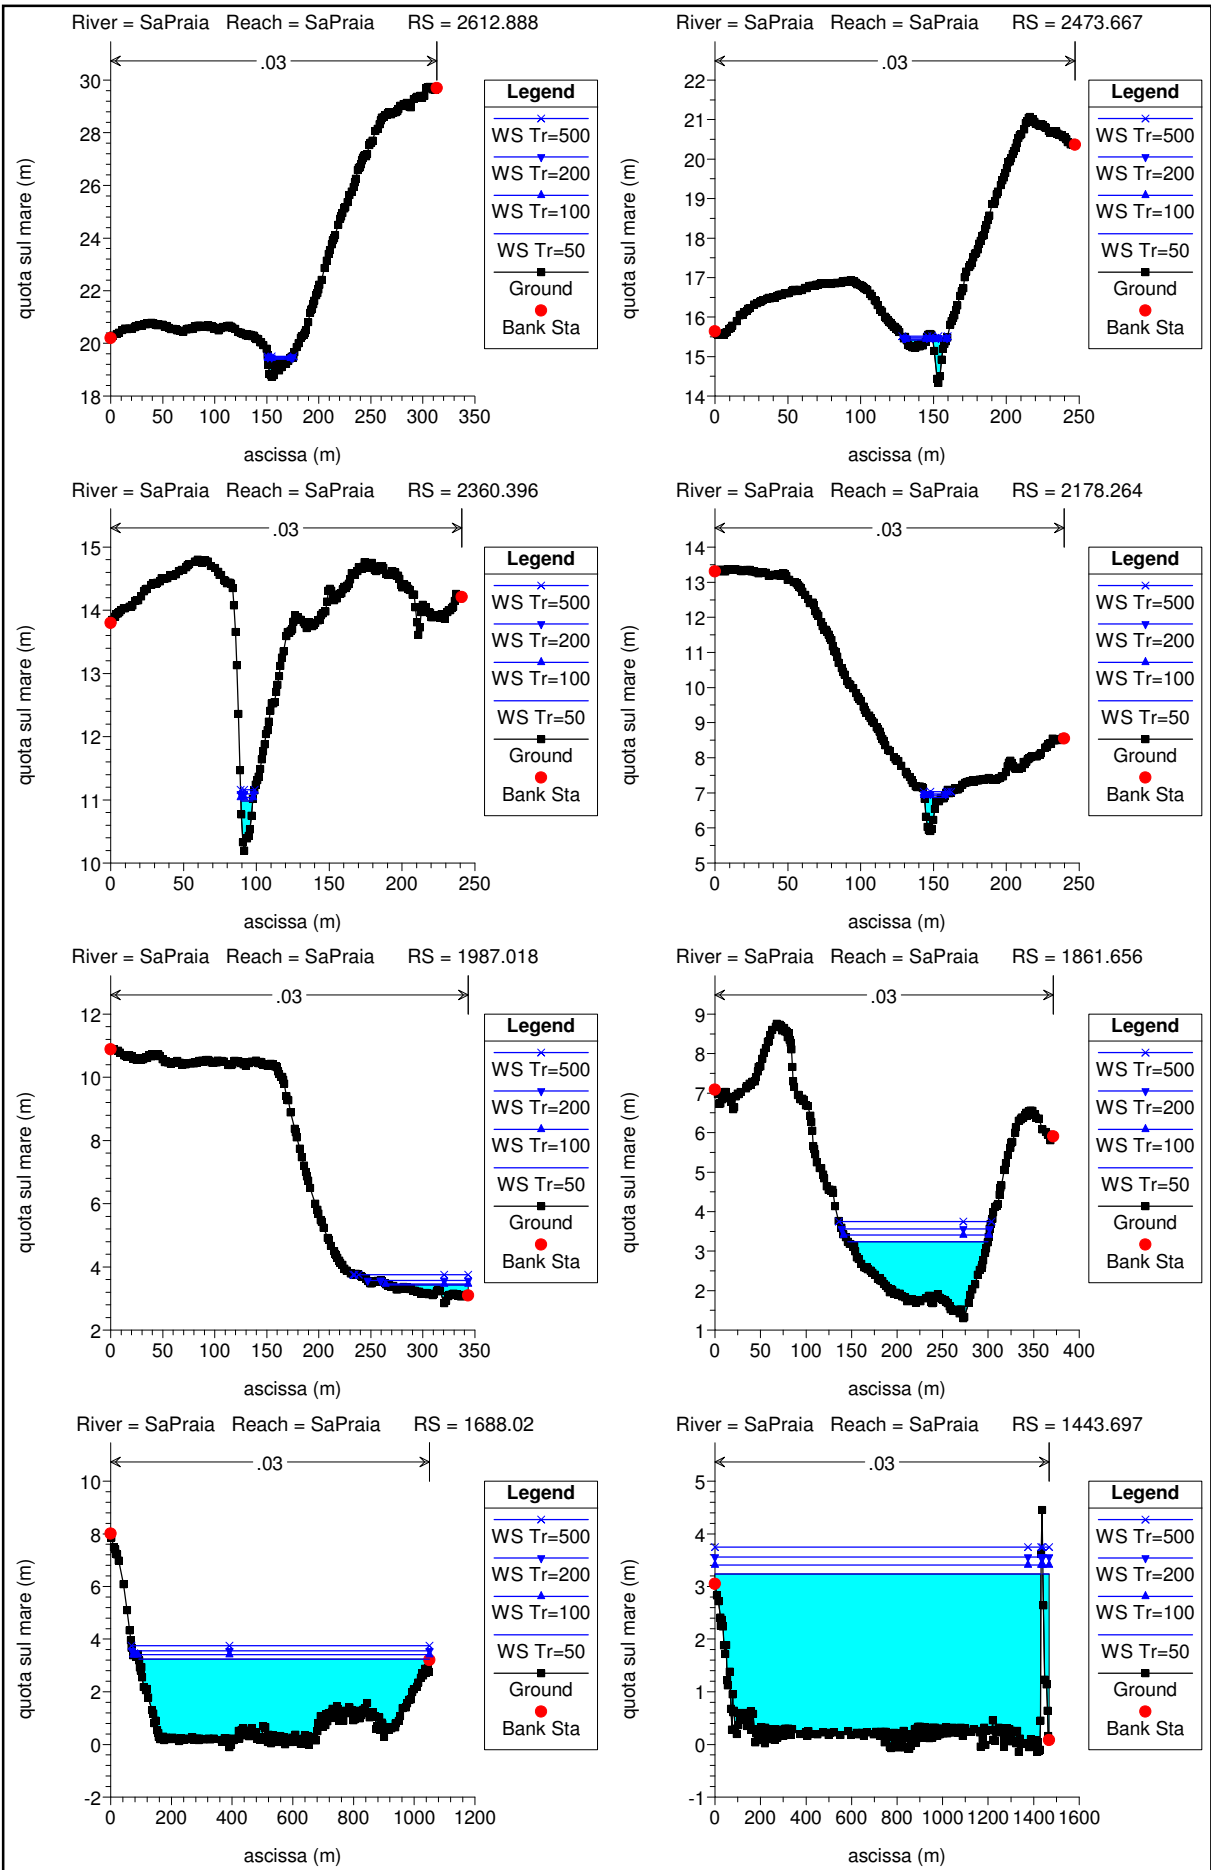 River = SaPraia Reach = SaPraia RS = 2612.888
.03
30
28
26
24
22
20
18
0 50 100 150 200 250 300 350
quota sul mare (m)
ascissa (m)
Legend
WS Tr=500
WS Tr=200
WS Tr=100
WS Tr=50
Ground
Bank Sta
River = SaPraia Reach = SaPraia RS = 2473.667
.03
22
21
20
19
18
17
16
15
14
0 50 100 150 200 250
quota sul mare (m)
ascissa (m)
Legend
WS Tr=500
WS Tr=200
WS Tr=100
WS Tr=50
Ground
Bank Sta
River = SaPraia Reach = SaPraia RS = 2360.396
.03
15
14
13
12
11
10
0 50 100 150 200 250
quota sul mare (m)
ascissa (m)
Legend
WS Tr=500
WS Tr=200
WS Tr=100
WS Tr=50
Ground
Bank Sta
River = SaPraia Reach = SaPraia RS = 2178.264
.03
14
13
12
11
10
9
8
7
6
5
0 50 100 150 200 250
quota sul mare (m)
ascissa (m)
Legend
WS Tr=500
WS Tr=200
WS Tr=100
WS Tr=50
Ground
Bank Sta
River = SaPraia Reach = SaPraia RS = 1987.018
.03
12
10
8
6
4
2
0 50 100 150 200 250 300 350
quota sul mare (m)
ascissa (m)
Legend
WS Tr=500
WS Tr=200
WS Tr=100
WS Tr=50
Ground
Bank Sta
River = SaPraia Reach = SaPraia RS = 1861.656
.03
9
8
7
6
5
4
3
2
1
0 50 100 150 200 250 300 350 400
quota sul mare (m)
ascissa (m)
Legend
WS Tr=500
WS Tr=200
WS Tr=100
WS Tr=50
Ground
Bank Sta
River = SaPraia Reach = SaPraia RS = 1688.02
.03
10
8
6
4
2
0
-2
0 200 400 600 800 1000 1200
quota sul mare (m)
ascissa (m)
Legend
WS Tr=500
WS Tr=200
WS Tr=100
WS Tr=50
Ground
Bank Sta
River = SaPraia Reach = SaPraia RS = 1443.697
.03
5
4
3
2
1
0
-1
0 200 400 600 800 1000 1200 1400 1600
quota sul mare (m)
ascissa (m)
Legend
WS Tr=500
WS Tr=200
WS Tr=100
WS Tr=50
Ground
Bank Sta